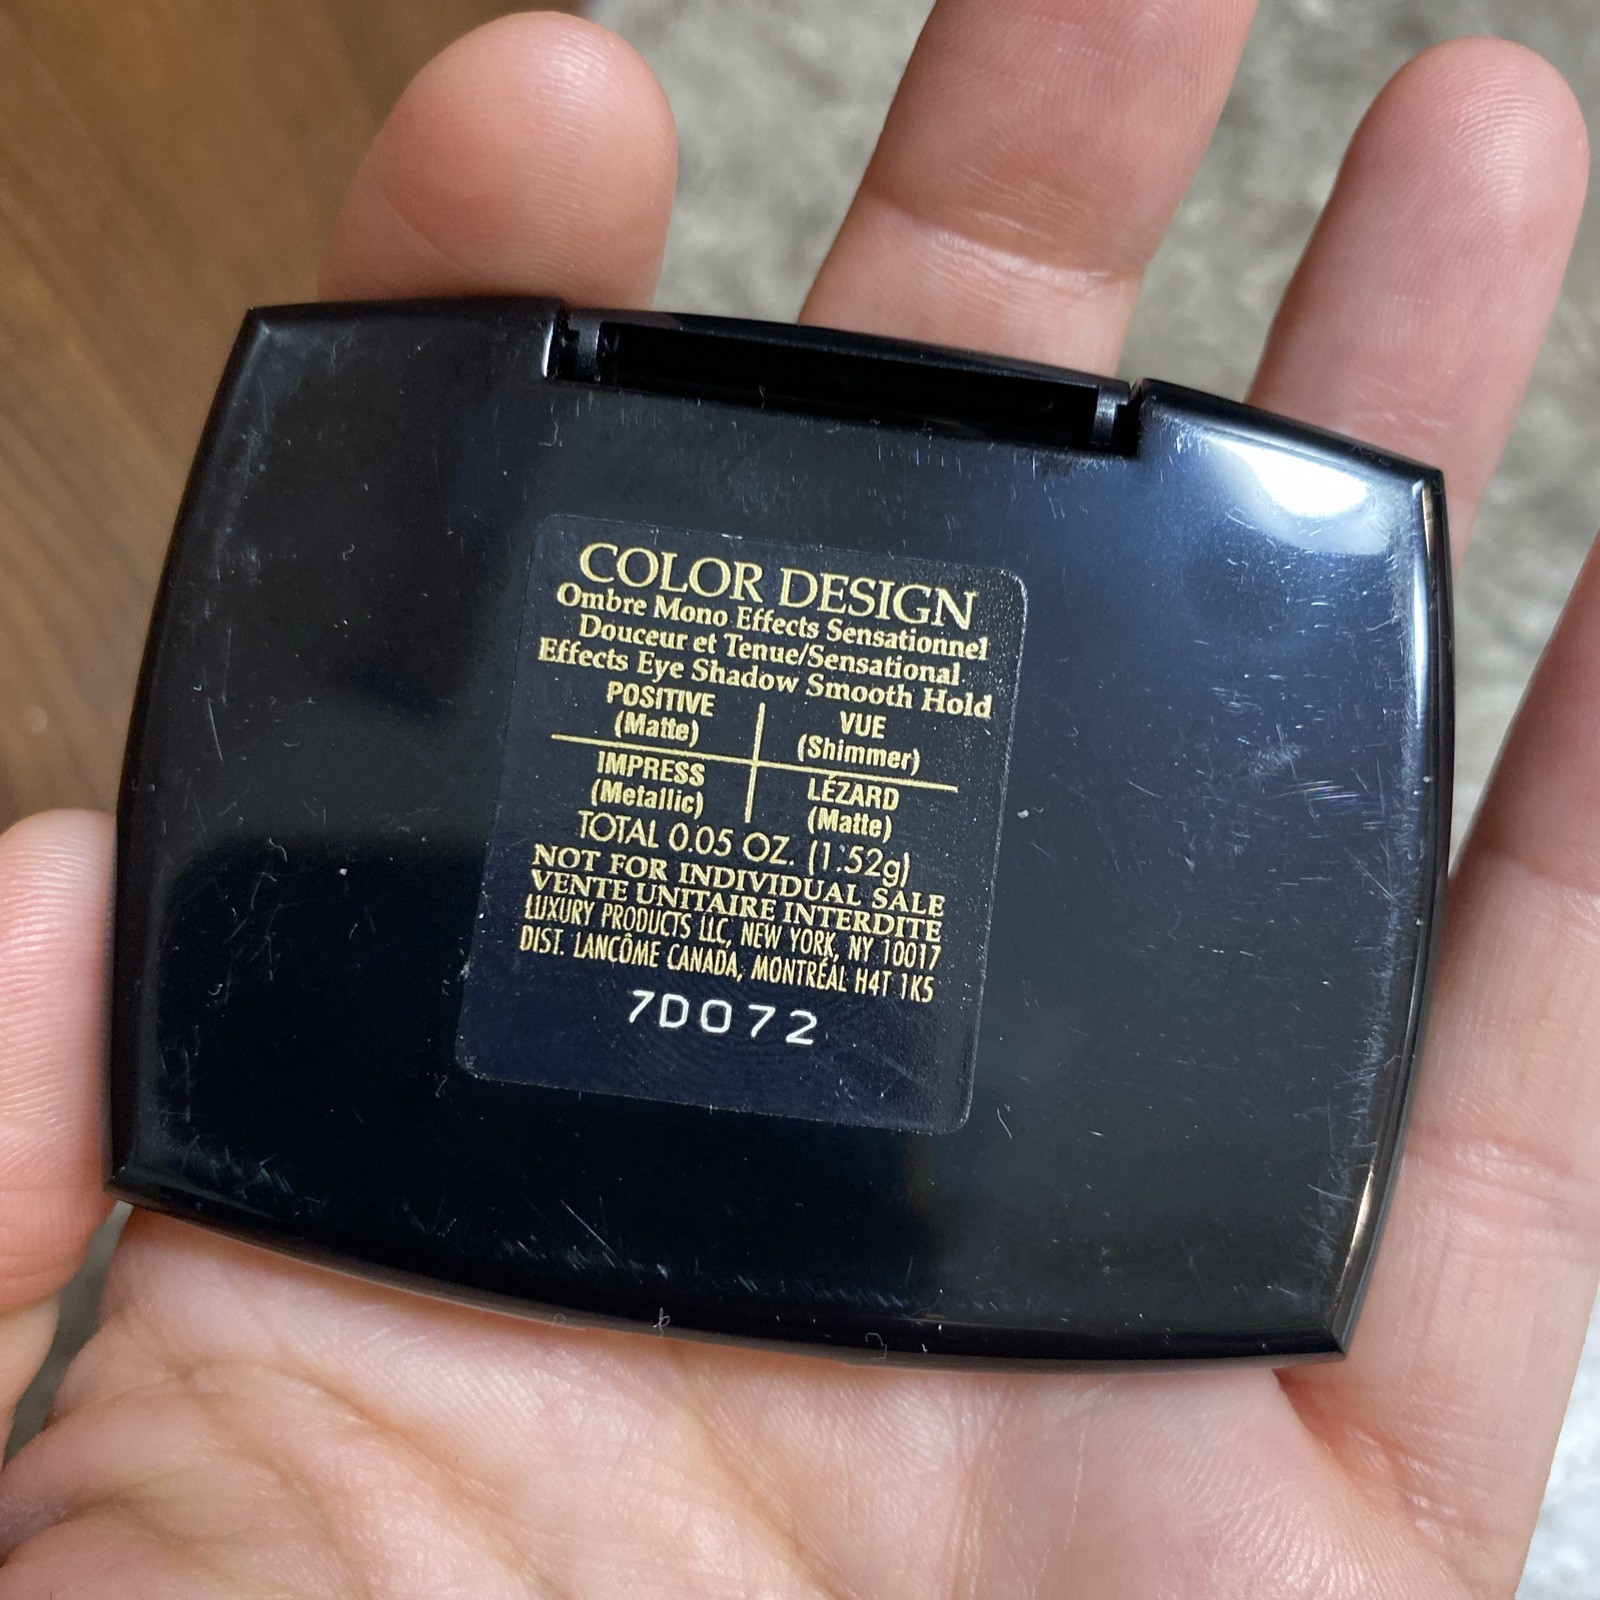 COLOR DESIGN
Ombre Mono Effects Sensationnel
Douceur et Tenue/Sensational
Effects Eye Shadow Smooth Hold
POSITIVE
(Matte)
VUE
(Shimmer)
IMPRESS
(Metallic)
LÉZARD
(Matte)
TOTAL 0.05 OZ. (1.52g)
NOT FOR INDIVIDUAL SALE
VENTE UNITAIRE INTERDITE
LUXURY PRODUCTS LLC, NEW YORK, NY 10017
DIST. LANCÔME CANADA, MONTRÉAL H4T 1K5
7D072